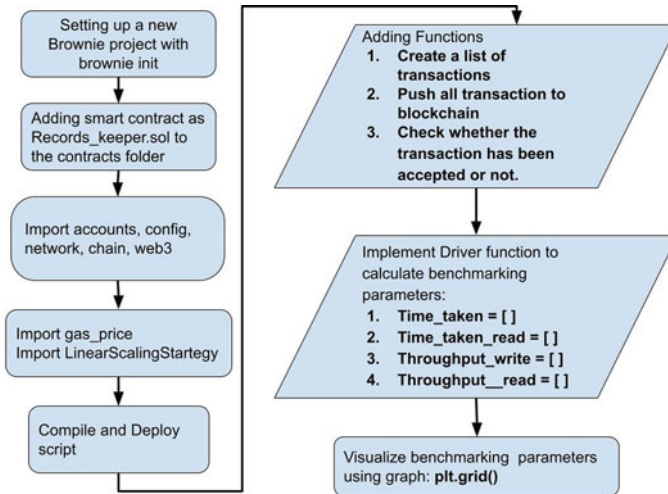 Setting up a new
Brownie project with
brownie init
Adding smart contract as
Records_keeper.sol to
the contracts folder
Import accounts, config,
network, chain, web3
Import gas_price
Import LinearScalingStartegy
Compile and Deploy
script
Adding Functions
1. Create a list of
transactions
2. Push all transaction to
blockchain
3. Check whether the
transaction has been
accepted or not.
Implement Driver function to
calculate benchmarking
parameters:
1. Time_taken = [ ]
2. Time_taken_read = [ ]
3. Throughput_write = [ ]
4. Throughput__read = [ ]
Visualize benchmarking parameters
using graph: plt.grid()